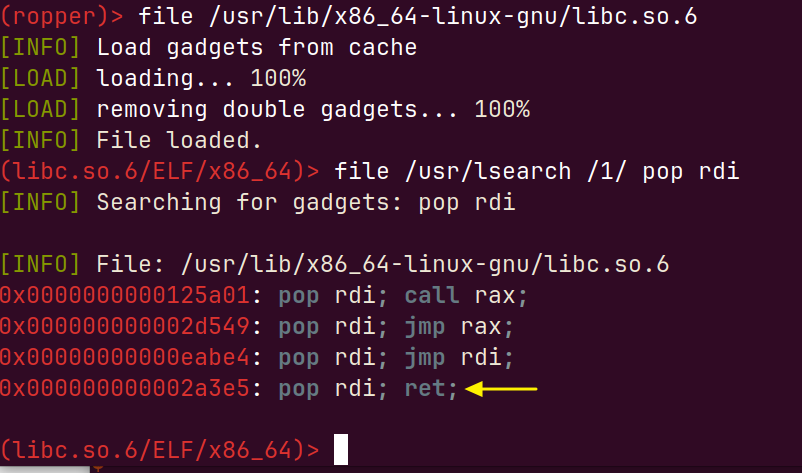 (ropper)> file /usr/lib/x86_64-linux-gnu/libc.so.6
[INFO] Load gadgets from cache
[LOAD] loading... 100%
[LOAD] removing double gadgets... 100%
[INFO] File loaded.
(libc.so.6/ELF/x86_64)> file /usr/lsearch /1/ pop rdi
[INFO] Searching for gadgets: pop rdi
[INFO] File: /usr/lib/x86_64-linux-gnu/libc.so.6
0x0000000000125a01: pop rdi; call rax;
0x000000000002d549: pop rdi; jmp rax;
0x00000000000eabe4: pop rdi; jmp rdi;
0x000000000002a3e5: pop rdi; ret;
(libc.so.6/ELF/x86_64)>